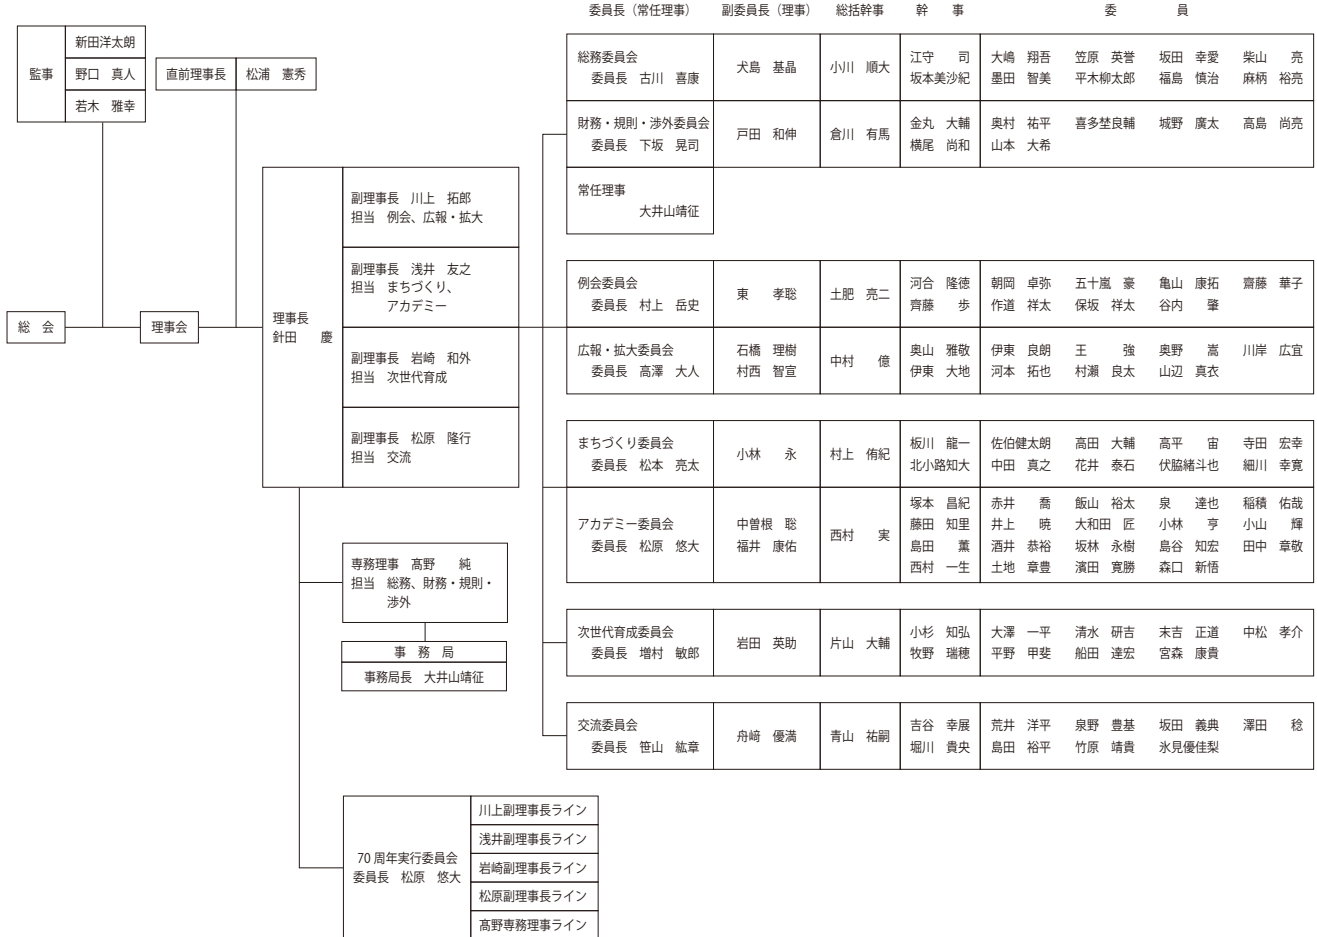 委員長（常任理事）　副委員長（理事）　総括幹事　幹　事　委　員
監事
新田洋太朗
野口　真人
若木　雅幸
直前理事長　松浦　憲秀
総　会
理事会
理事長
針田　慶
副理事長　川上　拓郎
担当　例会、広報・拡大
副理事長　浅井　友之
担当　まちづくり、
アカデミー
副理事長　岩崎　和外
担当　次世代育成
副理事長　松原　隆行
担当　交流
専務理事　髙野　純
担当　総務、財務・規則・
渉外
事　務　局
事務局長　大井山靖征
70周年実行委員会
委員長　松原　悠大
川上副理事長ライン
浅井副理事長ライン
岩崎副理事長ライン
松原副理事長ライン
髙野専務理事ライン
総務委員会
委員長　古川　喜康
犬島　基晶
小川　順大
江守　司
坂本美沙紀
大嶋　翔吾　笠原　英誉　坂田　幸愛　柴山　亮
墨田　智美　平木柳太郎　福島　慎治　麻柄　裕亮
財務・規則・渉外委員会
委員長　下坂　晃司
戸田　和伸
倉川　有馬
金丸　大輔
横尾　尚和
奥村　祐平　喜多埜良輔　城野　廣太　高島　尚亮
山本　大希
常任理事
大井山靖征
例会委員会
委員長　村上　岳史
東　孝聡
土肥　亮二
河合　隆徳
齊藤　歩
朝岡　卓弥　五十嵐　豪　亀山　康拓　齋藤　華子
作道　祥太　保坂　祥太　谷内　肇
広報・拡大委員会
委員長　高澤　大人
石橋　理樹
村西　智宣
中村　億
奥山　雅敬
伊東　大地
伊東　良朗　王　強　奥野　嵩　川岸　広宜
河本　拓也　村瀬　良太　山辺　真衣
まちづくり委員会
委員長　松本　亮太
小林　永
村上　侑紀
板川　龍一
北小路知大
佐伯健太朗　高田　大輔　高平　宙　寺田　宏幸
中田　真之　花井　泰石　伏脇緒斗也　細川　幸寛
アカデミー委員会
委員長　松原　悠大
中曽根　聡
福井　康佑
西村　実
塚本　昌紀
藤田　知里
島田　薫
西村　一生
赤井　喬　飯山　裕太　泉　達也　稲積　佑哉
井上　暁　大和田　匠　小林　亨　小山　輝
酒井　恭裕　坂林　永樹　島谷　知宏　田中　章敬
土地　章豊　濱田　寛勝　森口　新悟
次世代育成委員会
委員長　増村　敏郎
岩田　英助
片山　大輔
小杉　知弘
牧野　瑞穂
大澤　一平　清水　研吉　末吉　正道　中松　孝介
平野　甲斐　船田　達宏　宮森　康貴
交流委員会
委員長　笹山　紘章
舟﨑　優満
青山　祐嗣
吉谷　幸展
堀川　貴央
荒井　洋平　泉野　豊基　坂田　義典　澤田　稔
島田　裕平　竹原　靖貴　氷見優佳梨